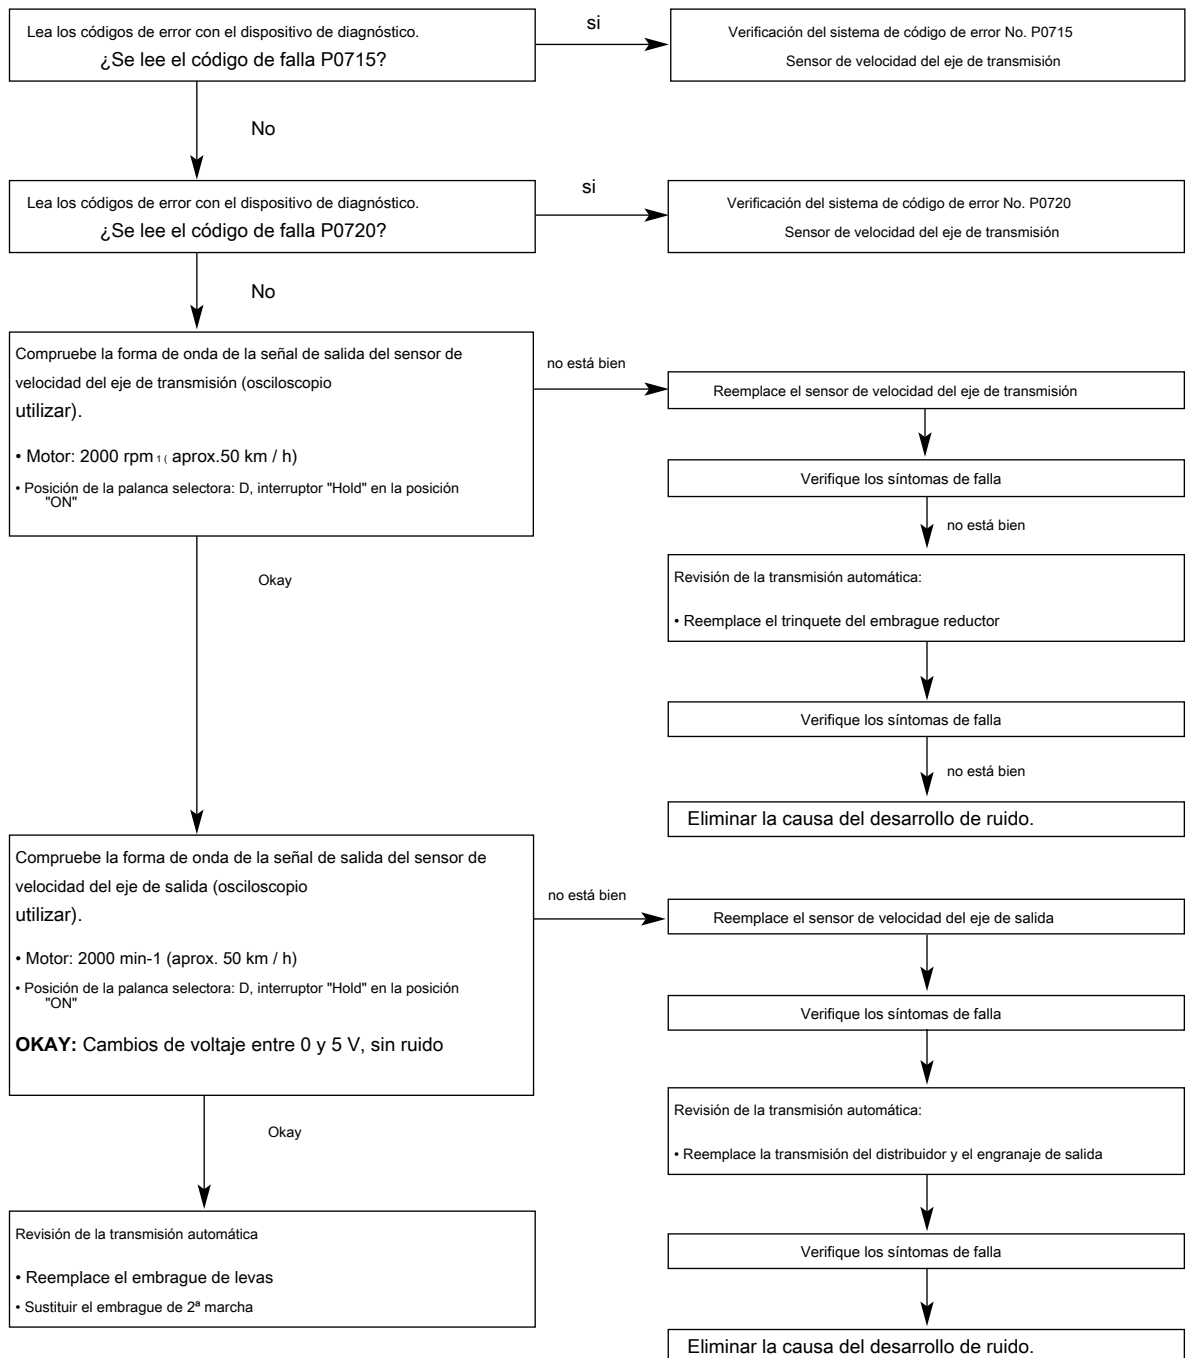 Lea los códigos de error con el dispositivo de diagnóstico.
¿Se lee el código de falla P0715?
si
Verificación del sistema de código de error No. P0715
Sensor de velocidad del eje de transmisión
No
Lea los códigos de error con el dispositivo de diagnóstico.
¿Se lee el código de falla P0720?
si
Verificación del sistema de código de error No. P0720
Sensor de velocidad del eje de transmisión
No
Compruebe la forma de onda de la señal de salida del sensor de
velocidad del eje de transmisión (osciloscopio
utilizar).
• Motor: 2000 rpm 1 ( aprox.50 km / h)
• Posición de la palanca selectora: D, interruptor "Hold" en la posición
"ON"
no está bien
Reemplace el sensor de velocidad del eje de transmisión
Verifique los síntomas de falla
no está bien
Okay
Revisión de la transmisión automática:
• Reemplace el trinquete del embrague reductor
Verifique los síntomas de falla
no está bien
Eliminar la causa del desarrollo de ruido.
Compruebe la forma de onda de la señal de salida del sensor de
velocidad del eje de salida (osciloscopio
utilizar).
• Motor: 2000 min-1 (aprox. 50 km / h)
• Posición de la palanca selectora: D, interruptor "Hold" en la posición
"ON"
OKAY: Cambios de voltaje entre 0 y 5 V, sin ruido
no está bien
Reemplace el sensor de velocidad del eje de salida
Verifique los síntomas de falla
Okay
Revisión de la transmisión automática:
• Reemplace la transmisión del distribuidor y el engranaje de salida
Revisión de la transmisión automática
• Reemplace el embrague de levas
• Sustituir el embrague de 2ª marcha
Verifique los síntomas de falla
Eliminar la causa del desarrollo de ruido.